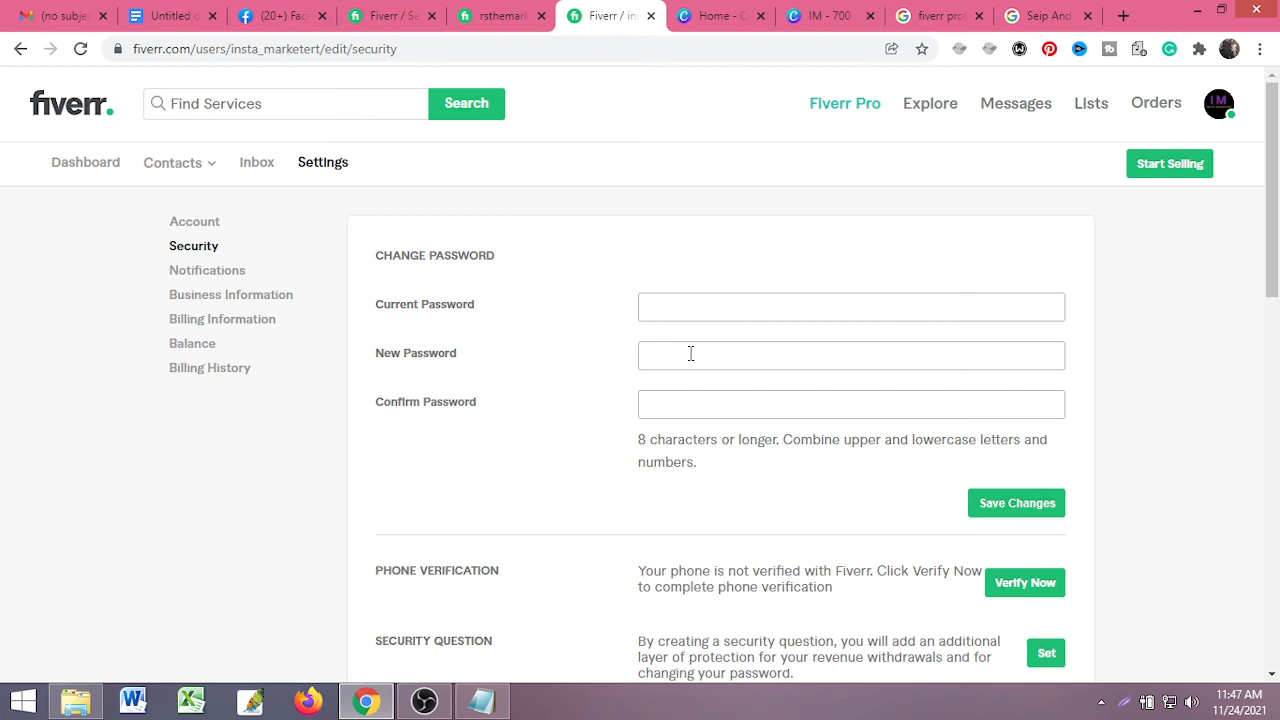 (no subje
Untitled d
(20+) Fac
Fiverr / Se
rsthemark
Fiverr / in
Home - C
IM - 700
fiverr pro
Seip And
fiverr.com/users/insta_marketert/edit/security
fiverr.
Find Services
Search
Fiverr Pro
Explore
Messages
Lists
Orders
IM
Dashboard
Contacts
Inbox
Settings
Start Selling
Account
Security
Notifications
Business Information
Billing Information
Balance
Billing History
CHANGE PASSWORD
Current Password
New Password
Confirm Password
8 characters or longer. Combine upper and lowercase letters and
numbers.
Save Changes
PHONE VERIFICATION
Your phone is not verified with Fiverr. Click Verify Now
to complete phone verification
Verify Now
SECURITY QUESTION
By creating a security question, you will add an additional
layer of protection for your revenue withdrawals and for
changing your password.
Set
11:47 AM
11/24/2021